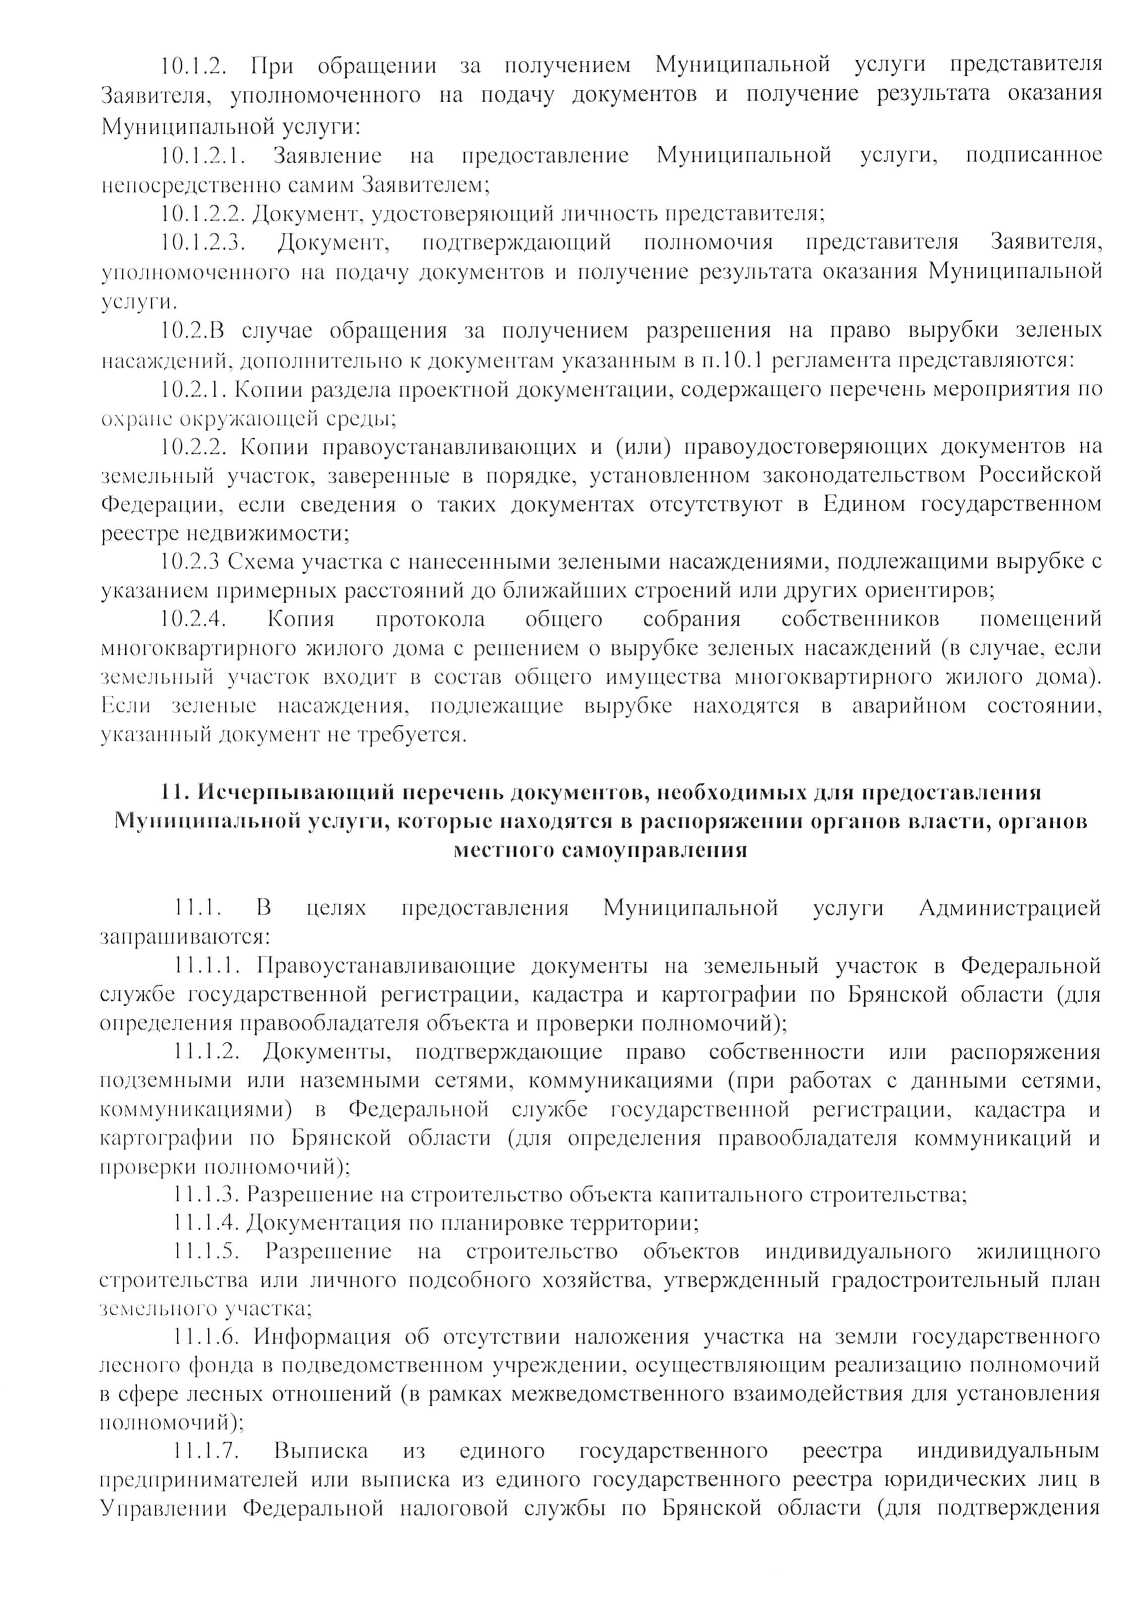 10.1.2. При обращении за получением Муниципальной услуги представителя
Заявителя, уполномоченного на подачу документов и получение результата оказания
Муниципальной услуги:
10.1.2.1. Заявление на предоставление Муниципальной услуги, подписанное
непосредственно самим Заявителем;
10.1.2.2. Документ, удостоверяющий личность представителя;
10.1.2.3. Документ, подтверждающий полномочия представителя Заявителя,
уполномоченного на подачу документов и получение результата оказания Муниципальной
услуги.
10.2.В случае обращения за получением разрешения на право вырубки зеленых
насаждений, дополнительно к документам указанным в п.10.1 регламента представляются:
10.2.1. Копии раздела проектной документации, содержащего перечень мероприятия по
охране окружающей среды;
10.2.2. Копии правоустанавливающих и (или) правоудостоверяющих документов на
земельный участок, заверенные в порядке, установленном законодательством Российской
Федерации, если сведения о таких документах отсутствуют в Едином государственном
реестре недвижимости;
10.2.3 Схема участка с нанесенными зелеными насаждениями, подлежащими вырубке с
указанием примерных расстояний до ближайших строений или других ориентиров;
10.2.4. Копия протокола общего собрания собственников помещений
многоквартирного жилого дома с решением о вырубке зеленых насаждений (в случае, если
земельный участок входит в состав общего имущества многоквартирного жилого дома).
Если зеленые насаждения, подлежащие вырубке находятся в аварийном состоянии,
указанный документ не требуется.
11. Исчерпывающий перечень документов, необходимых для предоставления
Муниципальной услуги, которые находятся в распоряжении органов власти, органов
местного самоуправления
11.1. В целях предоставления Муниципальной услуги Администрацией
запрашиваются:
11.1.1. Правоустанавливающие документы на земельный участок в Федеральной
службе государственной регистрации, кадастра и картографии по Брянской области (для
определения правообладателя объекта и проверки полномочий);
11.1.2. Документы, подтверждающие право собственности или распоряжения
подземными или наземными сетями, коммуникациями (при работах с данными сетями,
коммуникациями) в Федеральной службе государственной регистрации, кадастра и
картографии по Брянской области (для определения правообладателя коммуникаций и
проверки полномочий);
11.1.3. Разрешение на строительство объекта капитального строительства;
11.1.4. Документация по планировке территории;
11.1.5. Разрешение на строительство объектов индивидуального жилищного
строительства или личного подсобного хозяйства, утвержденный градостроительный план
земельного участка;
11.1.6. Информация об отсутствии наложения участка на земли государственного
лесного фонда в подведомственном учреждении, осуществляющим реализацию полномочий
в сфере лесных отношений (в рамках межведомственного взаимодействия для установления
полномочий);
11.1.7. Выписка из единого государственного реестра индивидуальным
предпринимателей или выписка из единого государственного реестра юридических лиц в
Управлении Федеральной налоговой службы по Брянской области (для подтверждения